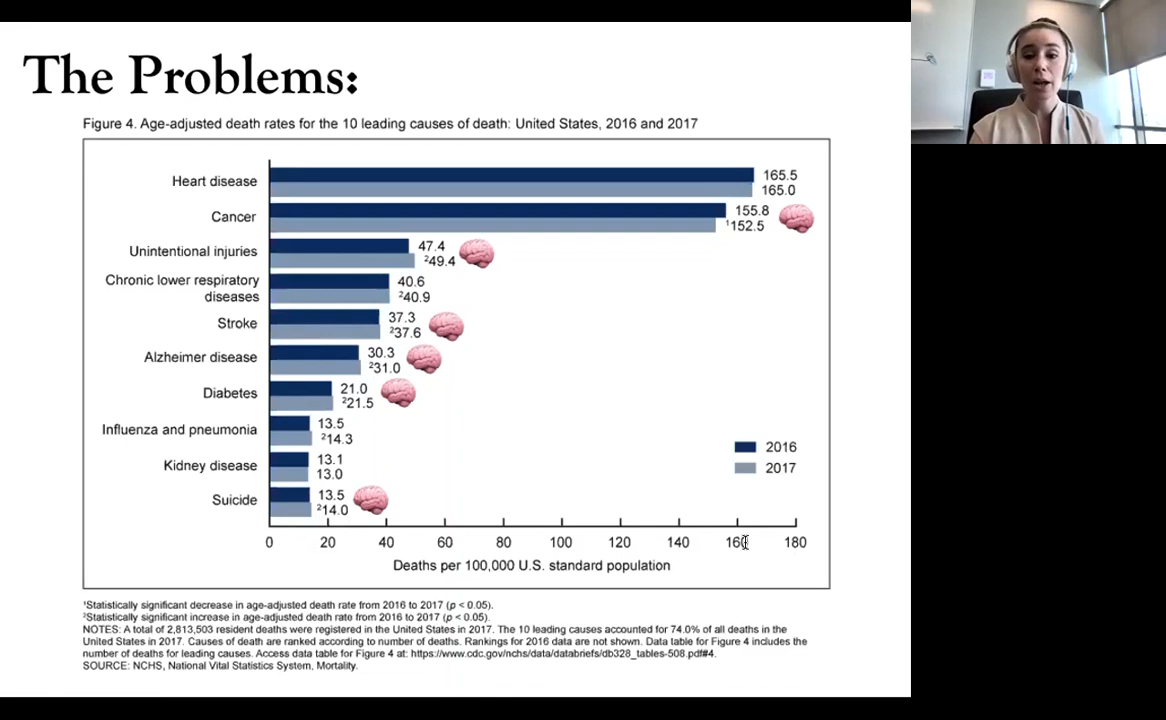 The Problems:
Figure 4. Age-adjusted death rates for the 10 leading causes of death: United States, 2016 and 2017
Heart disease
165.5
165.0
Cancer
155.8
¹152.5
Unintentional injuries
47.4
²49.4
Chronic lower respiratory
diseases
40.6
²40.9
Stroke
37.3
²37.6
Alzheimer disease
30.3
²31.0
Diabetes
21.0
²21.5
Influenza and pneumonia
13.5
²14.3
Kidney disease
13.1
13.0
Suicide
13.5
²14.0
2016
2017
0 20 40 60 80 100 120 140 160 180
Deaths per 100,000 U.S. standard population
¹Statistically significant decrease in age-adjusted death rate from 2016 to 2017 (p < 0.05).
²Statistically significant increase in age-adjusted death rate from 2016 to 2017 (p < 0.05).
NOTES: A total of 2,813,503 resident deaths were registered in the United States in 2017. The 10 leading causes accounted for 74.0% of all deaths in the
United States in 2017. Causes of death are ranked according to number of deaths. Rankings for 2016 data are not shown. Data table for Figure 4 includes the
number of deaths for leading causes. Access data table for Figure 4 at: https://www.cdc.gov/nchs/data/databriefs/db328_tables-508.pdf#4.
SOURCE: NCHS, National Vital Statistics System, Mortality.